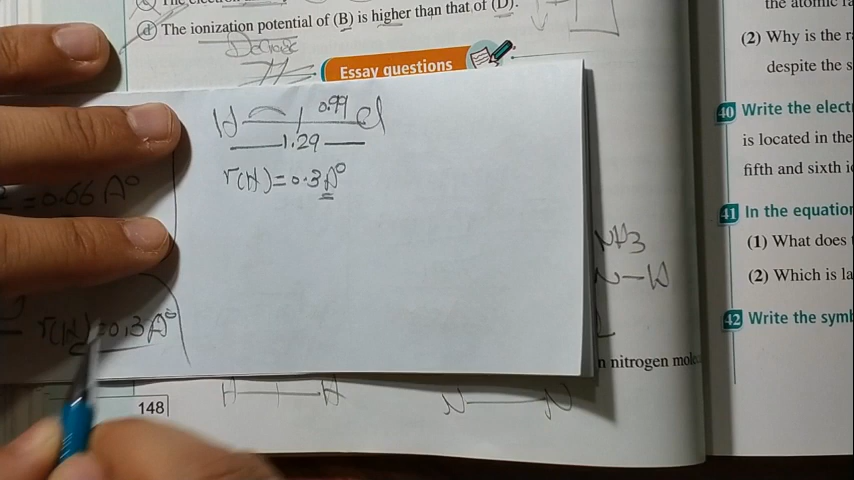 The ionization potential of (B) is higher than that of (D).
Essay questions
H 0.99 Cl
1.29
r(H)=0.3A°
=0.66 A°
r(H)=0.3A°
NH3
N-H
n nitrogen mole
148
H H
N N
the atomic ra
(2) Why is the r
despite the s
40 Write the elect
is located in the
fifth and sixth i
41 In the equation
(1) What does
(2) Which is la
42 Write the symb